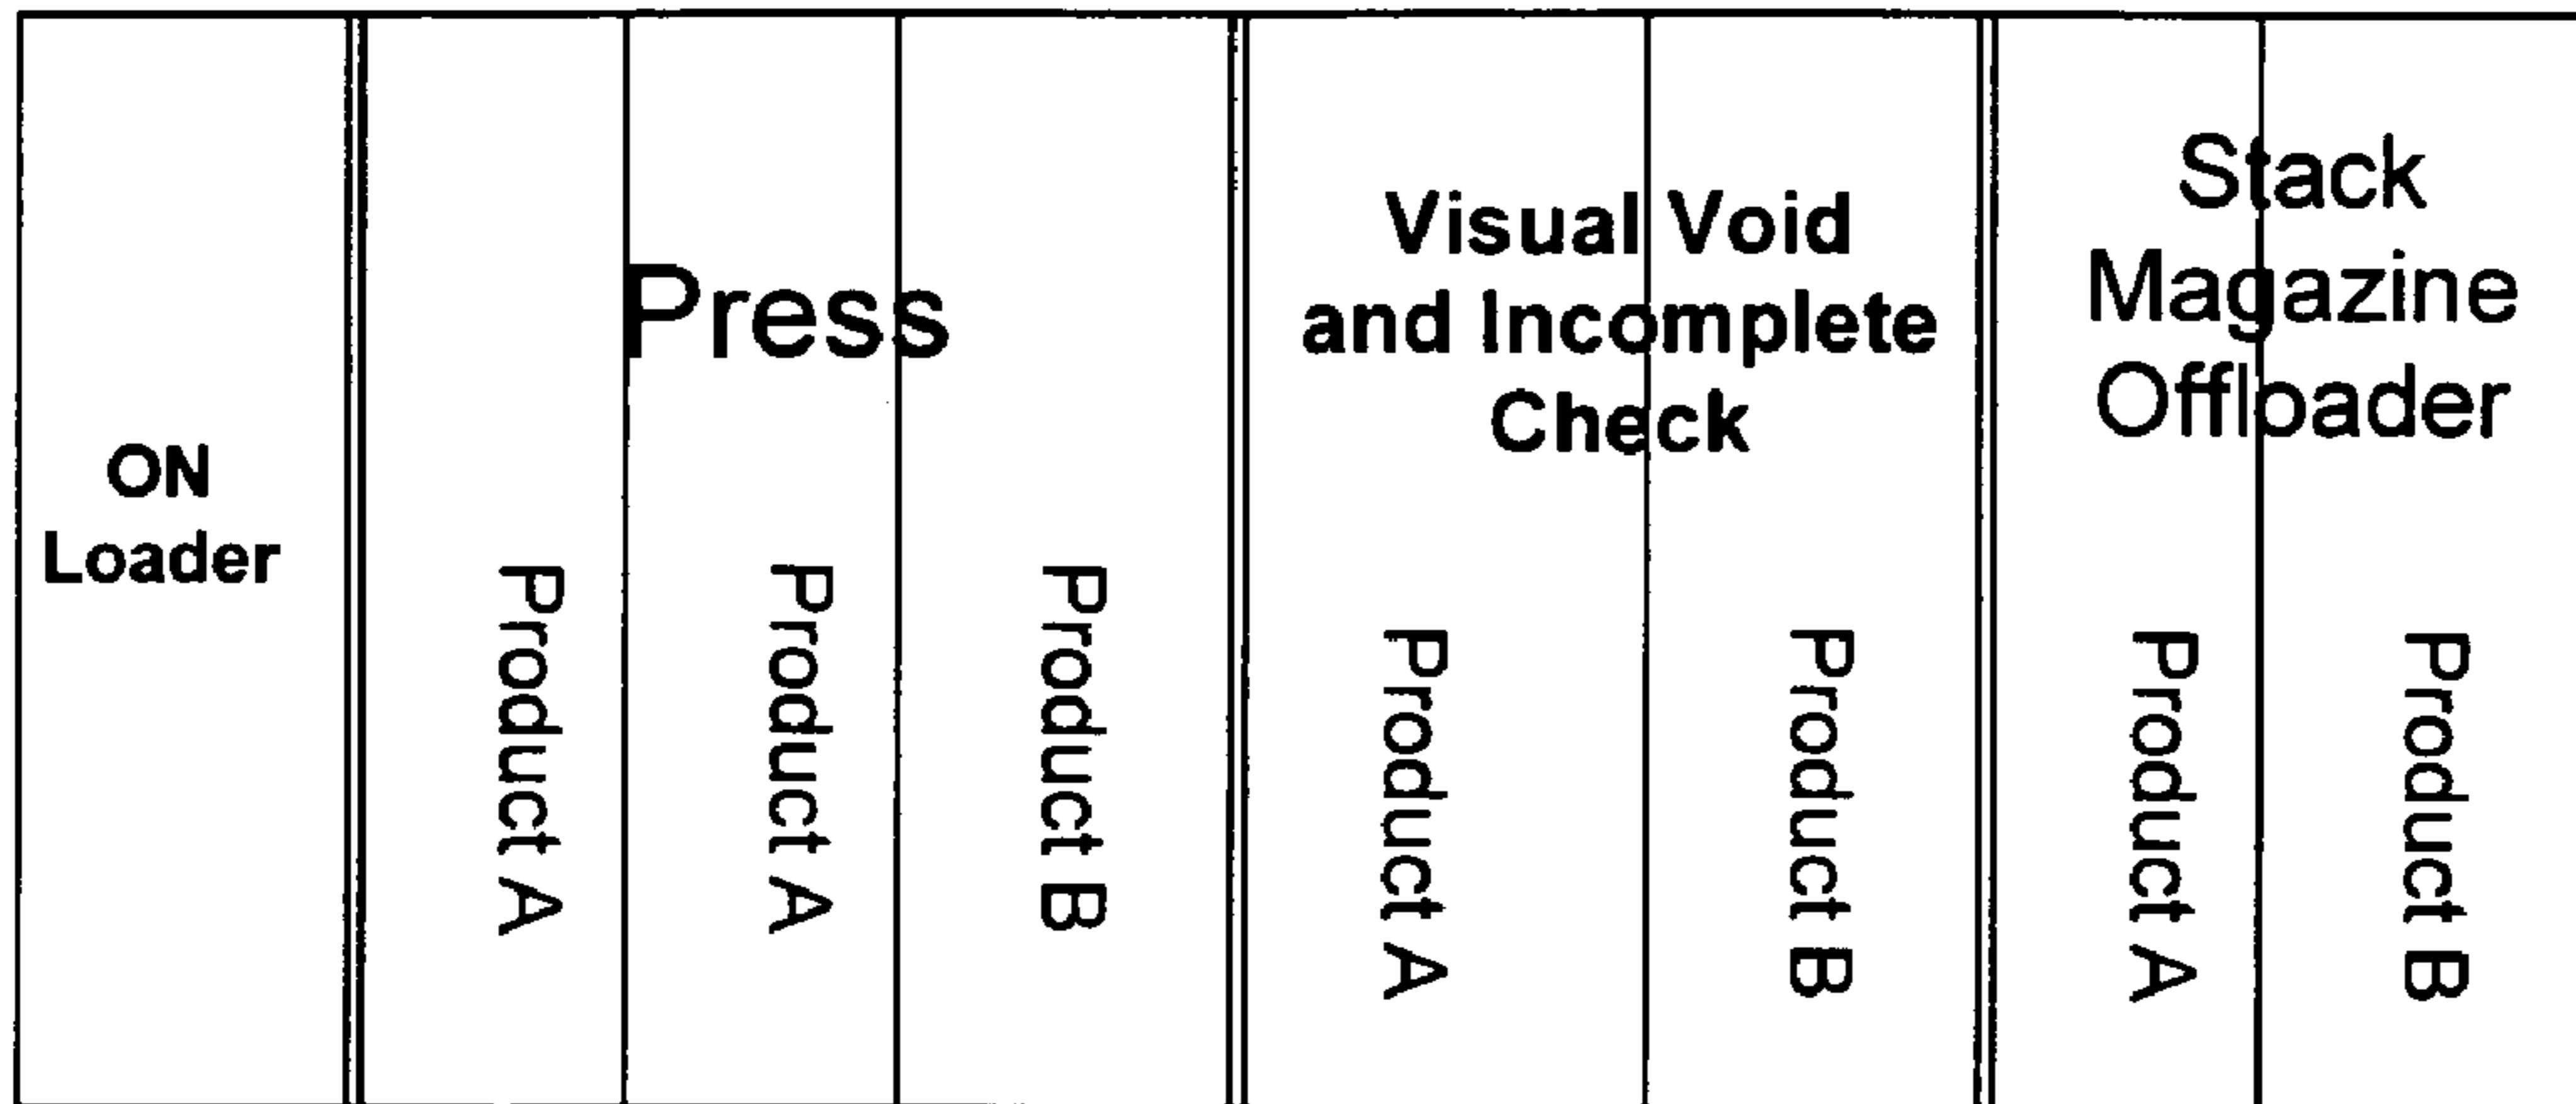 ON
Loader
Press
Product A
Product A
Product B
Visual Void
and Incomplete
Check
Product A
Product B
Stack
Magazine
Offloader
Product A
Product B